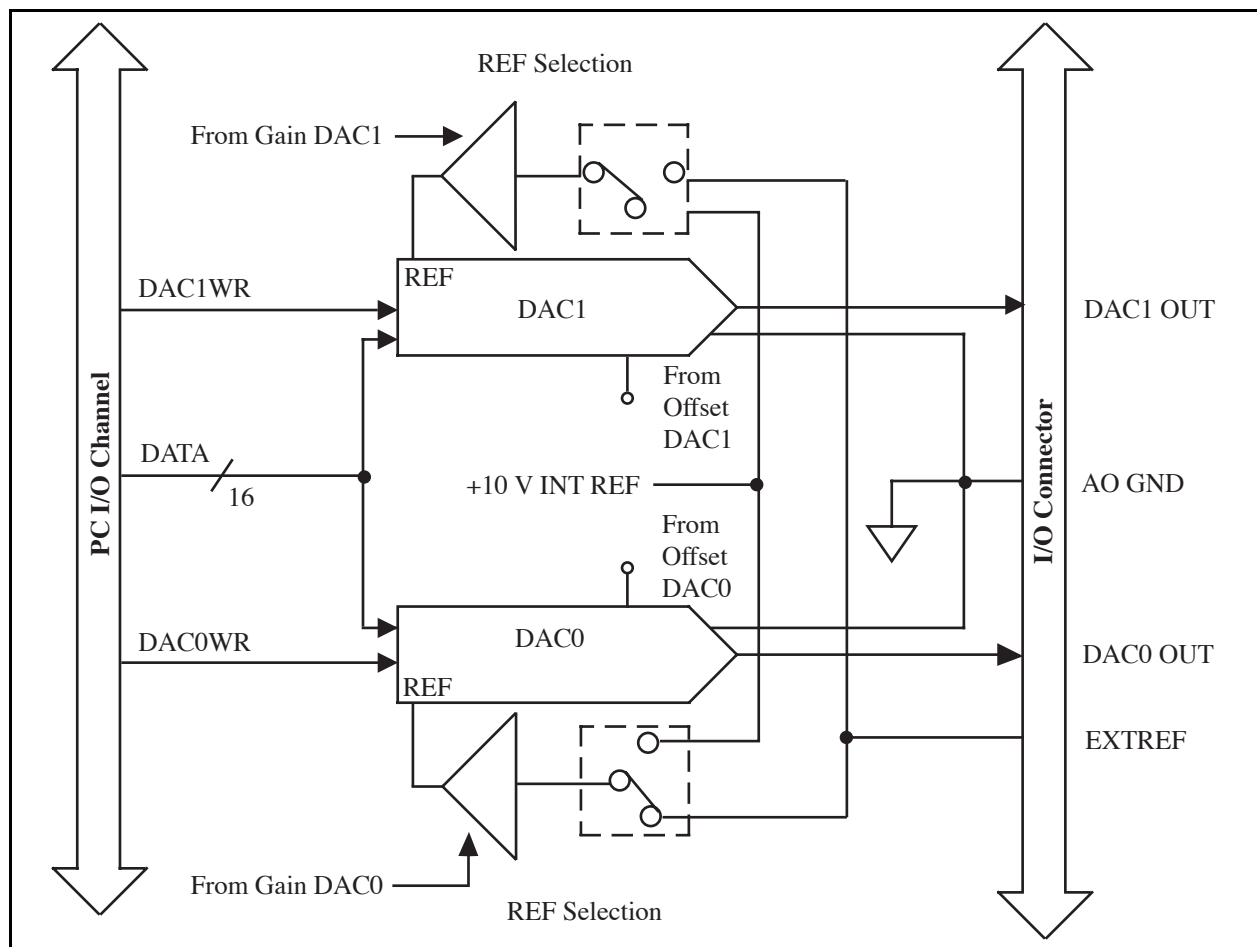 REF Selection
From Gain DAC1
REF
DAC1WR
DAC1
DAC1 OUT
From
Offset
DAC1
PC I/O Channel
DATA
16
+10 V INT REF
AO GND
I/O Connector
From
Offset
DAC0
DAC0WR
DAC0
DAC0 OUT
REF
EXTREF
From Gain DAC0
REF Selection